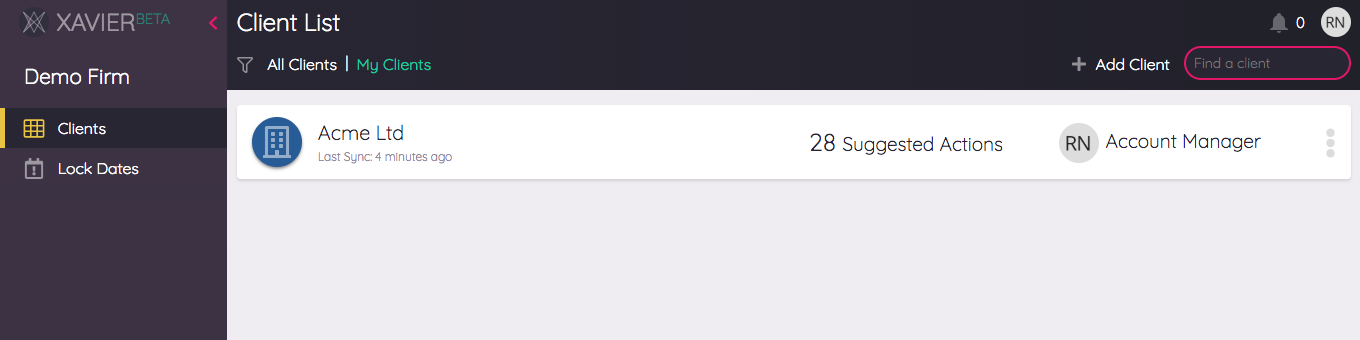 XAVIER BETA
Demo Firm
Clients
Lock Dates
Client List
0 RN
All Clients | My Clients
Add Client
Find a client
Acme Ltd
Last Sync: 4 minutes ago
28 Suggested Actions
RN Account Manager